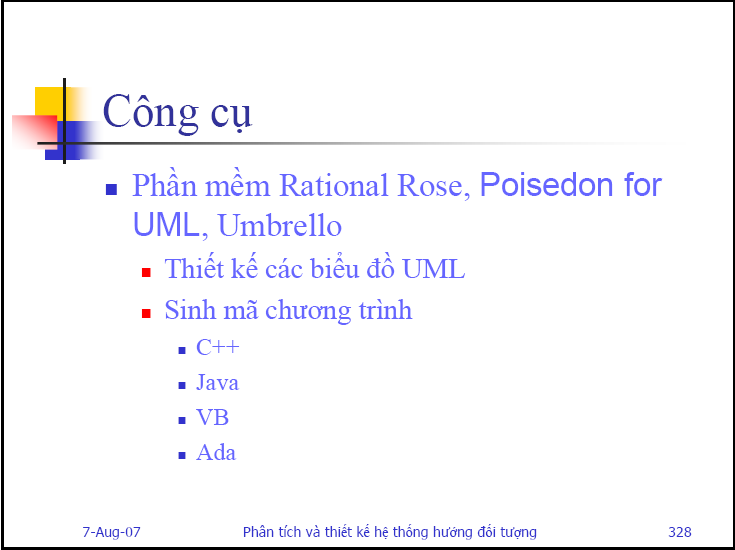 Công cụ
Phần mềm Rational Rose, Poisedon for
UML, Umbrello
Thiết kế các biểu đồ UML
Sinh mã chương trình
C++
Java
VB
Ada
7-Aug-07
Phân tích và thiết kế hệ thống hướng đối tượng
328